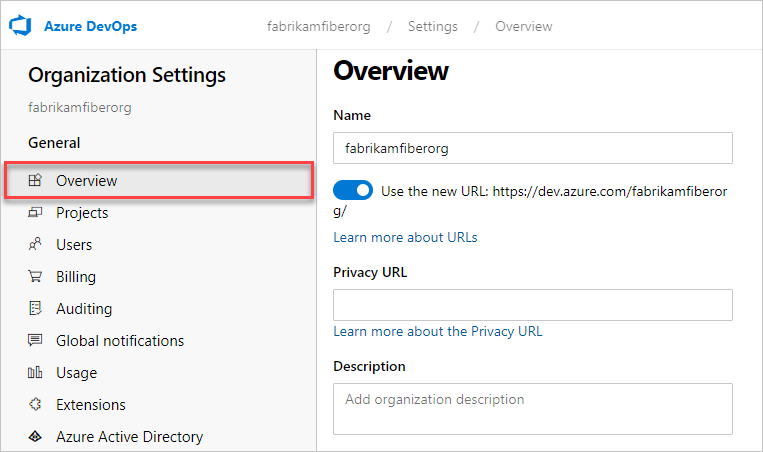 Azure DevOps
fabrikamfiberorg / Settings / Overview
Organization Settings
fabrikamfiberorg
General
Overview
Projects
Users
Billing
Auditing
Global notifications
Usage
Extensions
Azure Active Directory
Overview
Name
fabrikamfiberorg
Use the new URL: https://dev.azure.com/fabrikamfiberor
g/
Learn more about URLs
Privacy URL
Learn more about the Privacy URL
Description
Add organization description